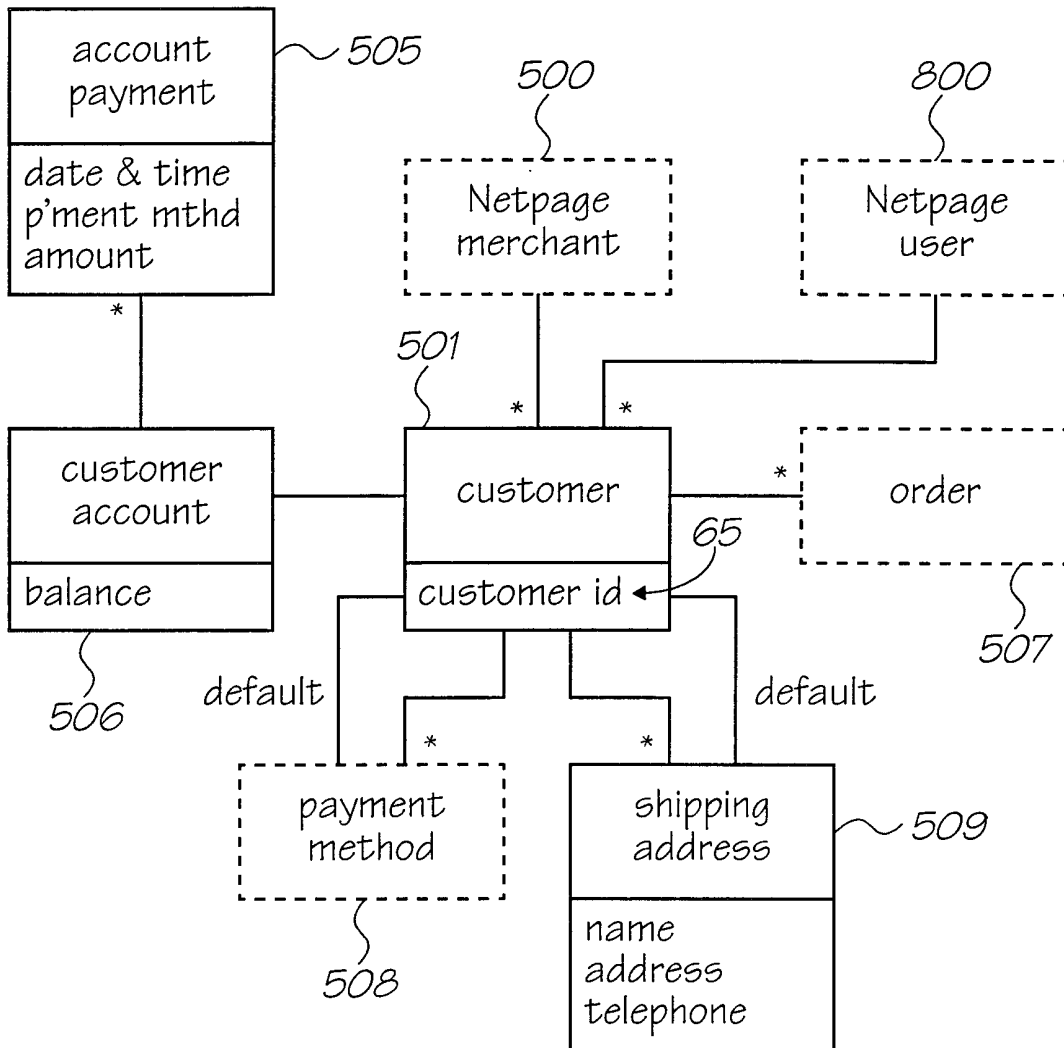 account
payment
505
date & time
p'ment mthd
amount
*
500
Netpage
merchant
800
Netpage
user
501
*
*
customer
account
balance
506
customer
customer id
65
*
order
507
default
*
payment
method
508
default
*
shipping
address
509
name
address
telephone